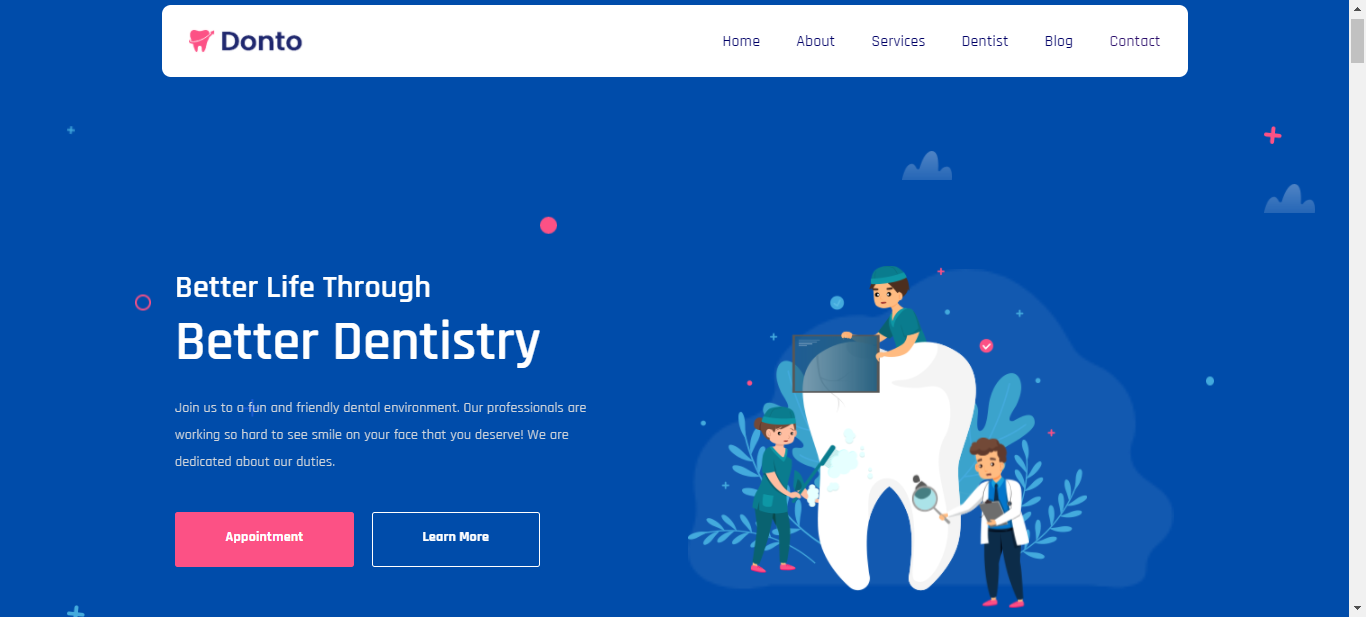 Donto
Home
About
Services
Dentist
Blog
Contact
Better Life Through
Better Dentistry
Join us to a fun and friendly dental environment. Our professionals are
working so hard to see smile on your face that you deserve! We are
dedicated about our duties.
Appointment
Learn More